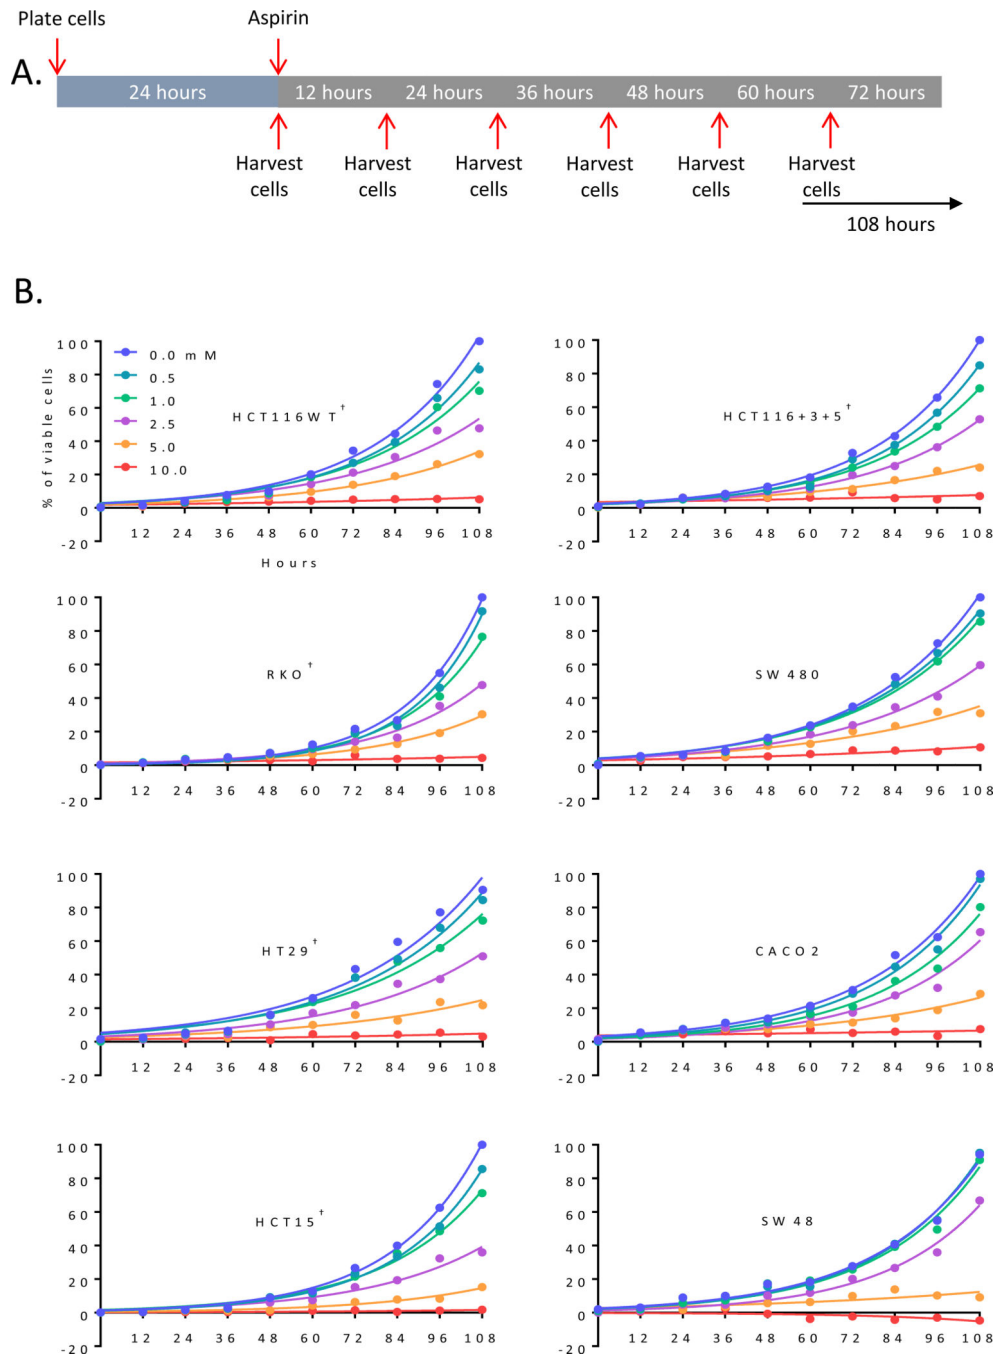 Plate cells
Aspirin
A.
24 hours
12 hours
24 hours
36 hours
48 hours
60 hours
72 hours
Harvest cells
Harvest cells
Harvest cells
Harvest cells
Harvest cells
Harvest cells
108 hours
B.
% of viable cells
100
80
60
40
20
0
-20
0.0 mM
0.5
1.0
2.5
5.0
10.0
HCT116WT†
12 24 36 48 60 72 84 96 108
Hours
100
80
60
40
20
0
-20
HCT116+3+5†
12 24 36 48 60 72 84 96 108
100
80
60
40
20
0
-20
RKO†
12 24 36 48 60 72 84 96 108
100
80
60
40
20
0
-20
SW480
12 24 36 48 60 72 84 96 108
100
80
60
40
20
0
-20
HT29†
12 24 36 48 60 72 84 96 108
100
80
60
40
20
0
-20
CACO2
12 24 36 48 60 72 84 96 108
100
80
60
40
20
0
-20
HCT15†
12 24 36 48 60 72 84 96 108
100
80
60
40
20
0
-20
SW48
12 24 36 48 60 72 84 96 108